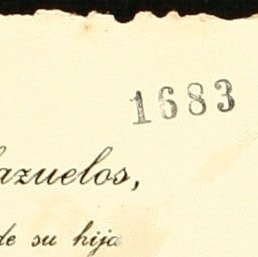 1683
azuelos,
de su hija